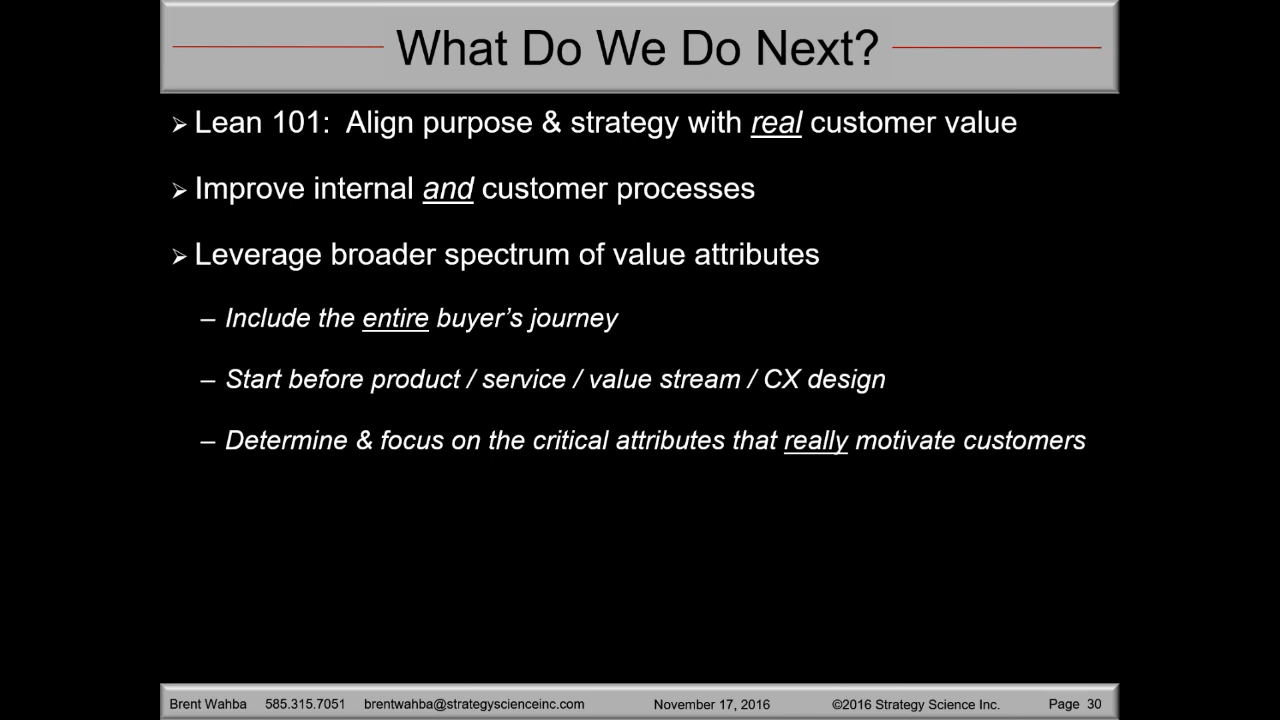 What Do We Do Next?
➢ Lean 101:  Align purpose & strategy with real customer value
➢ Improve internal and customer processes
➢ Leverage broader spectrum of value attributes
– Include the entire buyer’s journey
– Start before product / service / value stream / CX design
– Determine & focus on the critical attributes that really motivate customers
Brent Wahba 585.315.7051 brentwahba@strategyscienceinc.com November 17, 2016 ©2016 Strategy Science Inc. Page 30